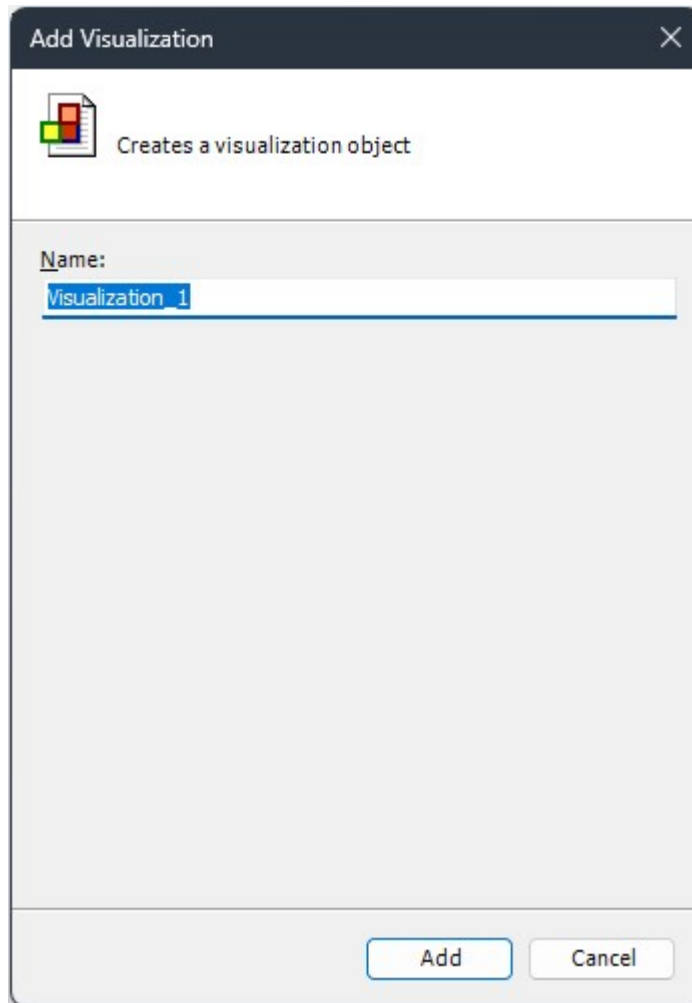 Add Visualization
Creates a visualization object
Name:
Visualization_1
Add
Cancel